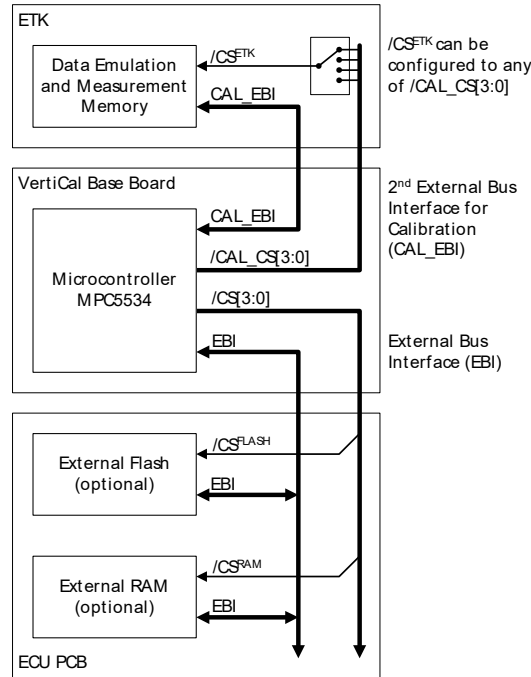 ETK
Data Emulation
and Measurement
Memory
/CSETK
CAL_EBI
/CSETK can be
configured to any
of /CAL_CS[3:0]
VertiCal Base Board
Microcontroller
MPC5534
CAL_EBI
/CAL_CS[3:0]
/CS[3:0]
EBI
2nd External Bus
Interface for
Calibration
(CAL_EBI)
External Bus
Interface (EBI)
External Flash
(optional)
/CSFLASH
EBI
External RAM
(optional)
/CSRAM
EBI
ECU PCB